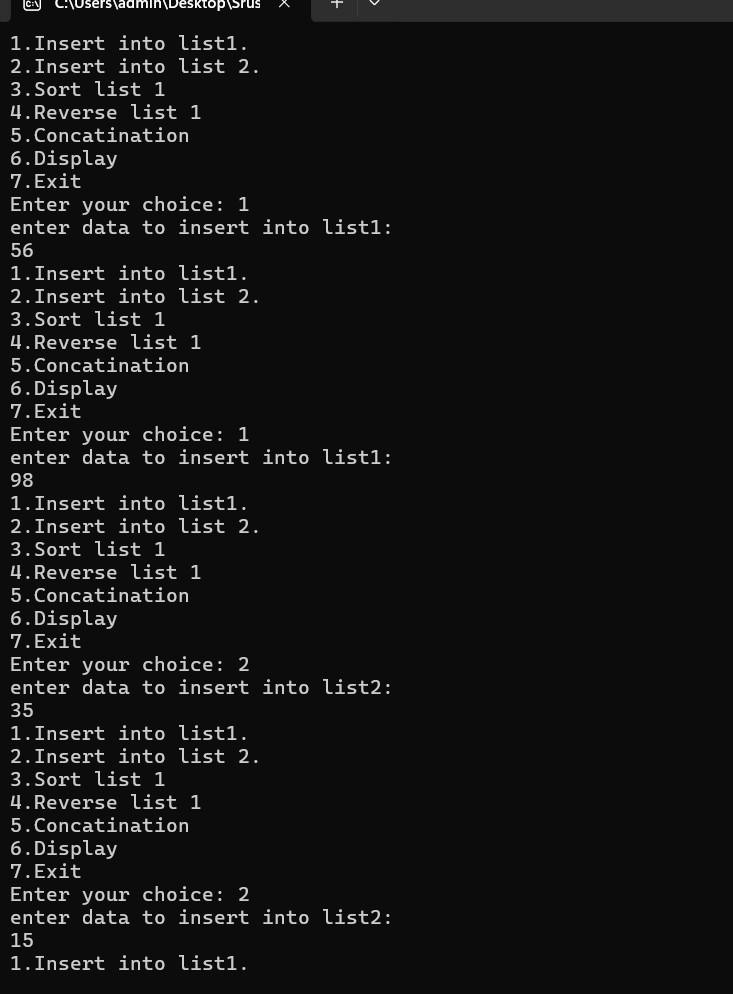 C:\Users\admin\Desktop\Srus
1.Insert into list1.
2.Insert into list 2.
3.Sort list 1
4.Reverse list 1
5.Concatination
6.Display
7.Exit
Enter your choice: 1
enter data to insert into list1:
56
1.Insert into list1.
2.Insert into list 2.
3.Sort list 1
4.Reverse list 1
5.Concatination
6.Display
7.Exit
Enter your choice: 1
enter data to insert into list1:
98
1.Insert into list1.
2.Insert into list 2.
3.Sort list 1
4.Reverse list 1
5.Concatination
6.Display
7.Exit
Enter your choice: 2
enter data to insert into list2:
35
1.Insert into list1.
2.Insert into list 2.
3.Sort list 1
4.Reverse list 1
5.Concatination
6.Display
7.Exit
Enter your choice: 2
enter data to insert into list2:
15
1.Insert into list1.